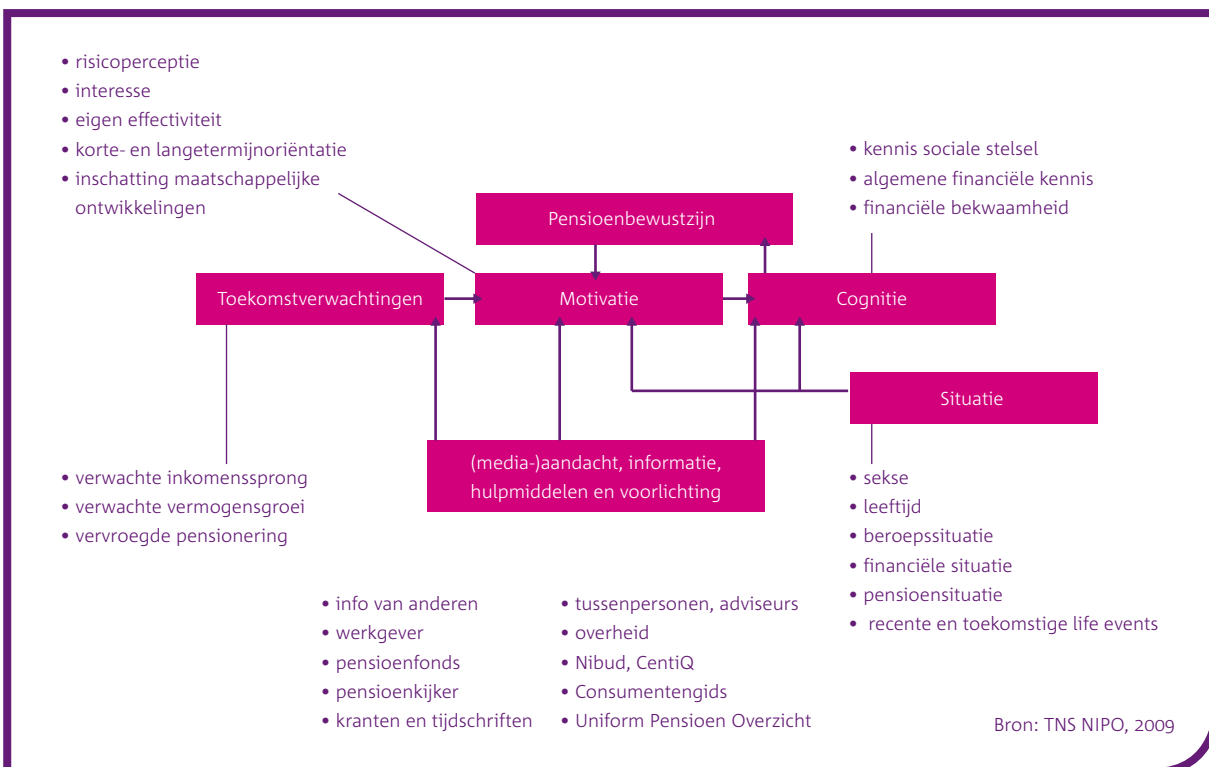 • risicoperceptie
• interesse
• eigen effectiviteit
• korte- en langetermijnoriëntatie
• inschatting maatschappelijke
ontwikkelingen
• kennis sociale stelsel
• algemene financiële kennis
• financiële bekwaamheid
Pensioenbewustzijn
Toekomstverwachtingen
Motivatie
Cognitie
Situatie
(media-)aandacht, informatie,
hulpmiddelen en voorlichting
• verwachte inkomenssprong
• verwachte vermogensgroei
• vervroegde pensionering
• sekse
• leeftijd
• beroepssituatie
• financiële situatie
• pensioensituatie
• recente en toekomstige life events
• info van anderen
• werkgever
• pensioenfonds
• pensioenkijker
• kranten en tijdschriften
• tussenpersonen, adviseurs
• overheid
• Nibud, CentiQ
• Consumentengids
• Uniform Pensioen Overzicht
Bron: TNS NIPO, 2009